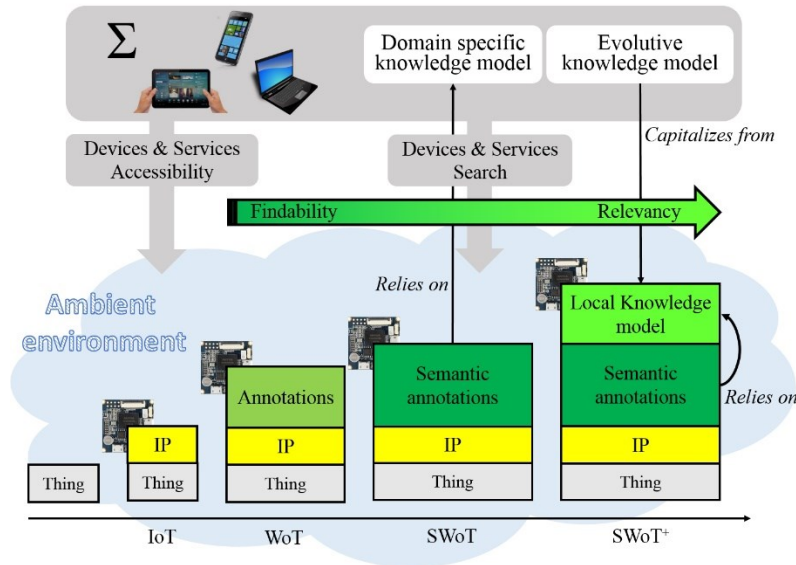 Σ
Domain specific
knowledge model
Evolutive
knowledge model
Capitalizes from
Devices & Services
Accessibility
Devices & Services
Search
Findability
Relevancy
Relies on
Ambient
environment
Local Knowledge
model
Annotations
Semantic
annotations
Semantic
annotations
Relies on
IP
IP
IP
IP
Thing
Thing
Thing
Thing
Thing
IoT
WoT
SWoT
SWoT⁺